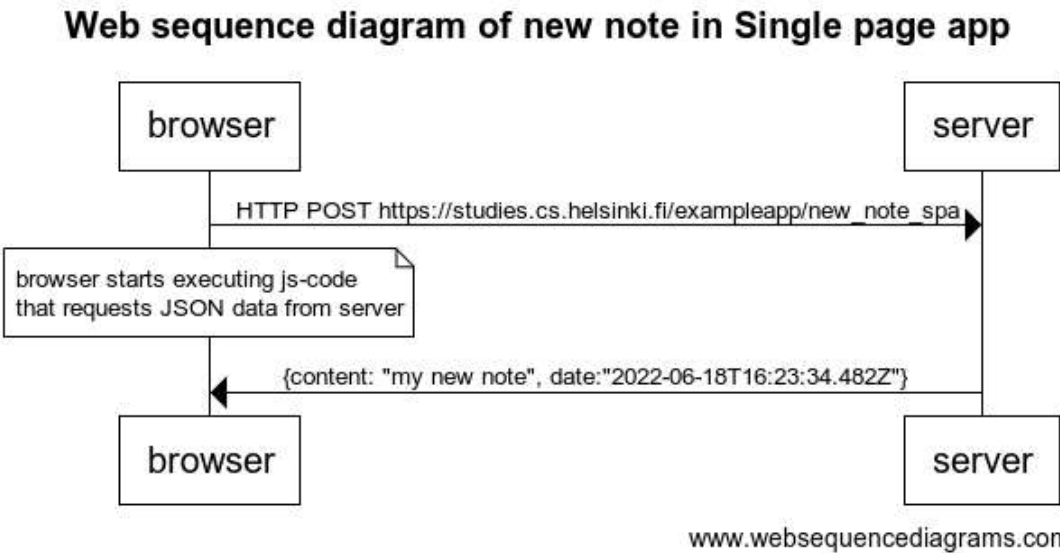 Web sequence diagram of new note in Single page app
browser
server
HTTP POST https://studies.cs.helsinki.fi/exampleapp/new_note_spa
browser starts executing js-code
that requests JSON data from server
{content: "my new note", date:"2022-06-18T16:23:34.482Z"}
browser
server
www.websequencediagrams.com